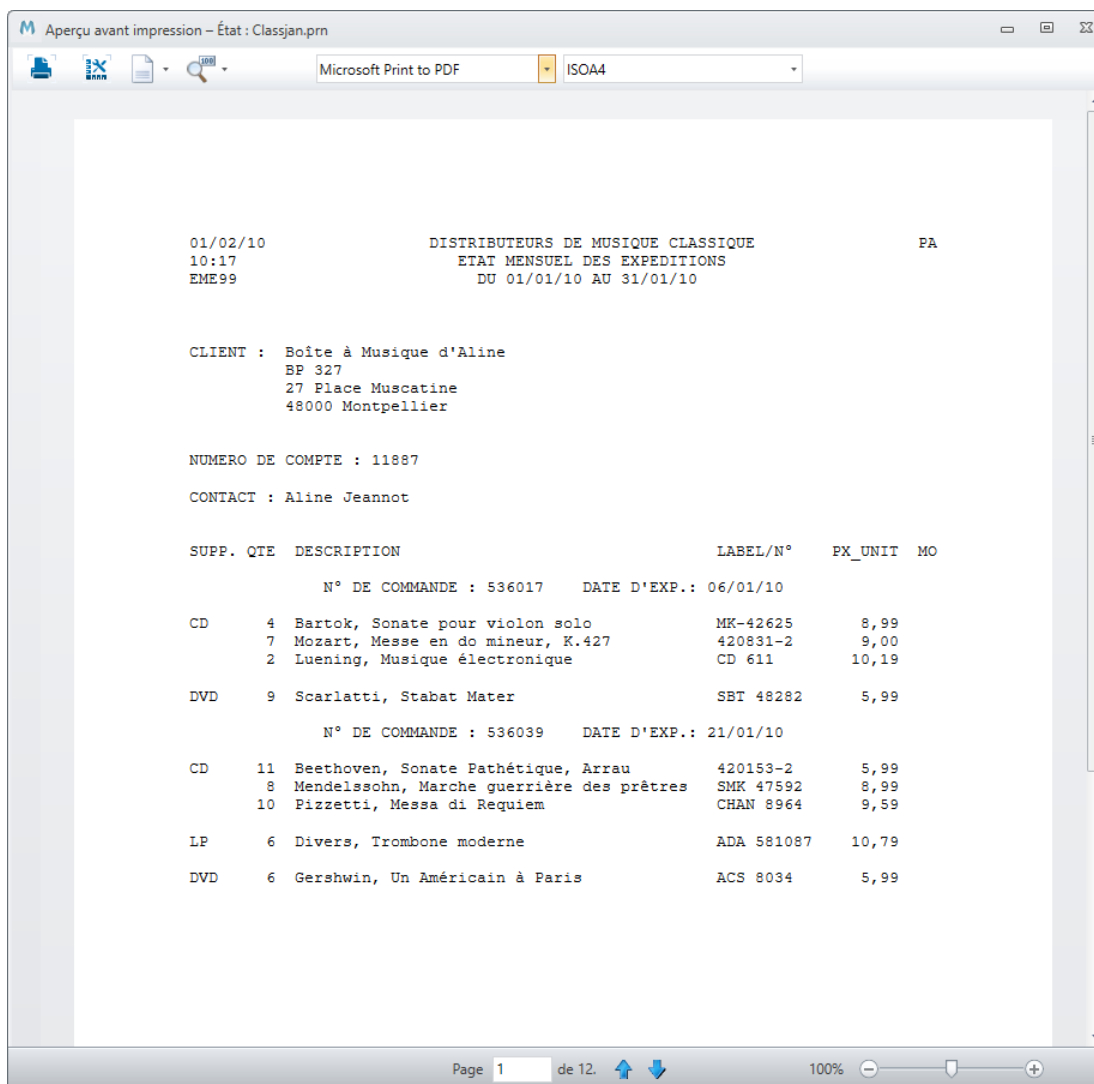 M Aperçu avant impression – État : Classjan.prn
100 Microsoft Print to PDF ISOA4
01/02/10 DISTRIBUTEURS DE MUSIQUE CLASSIQUE PA
10:17 ETAT MENSUEL DES EXPEDITIONS
EME99 DU 01/01/10 AU 31/01/10
CLIENT : Boîte à Musique d'Aline
BP 327
27 Place Muscatine
48000 Montpellier
NUMERO DE COMPTE : 11887
CONTACT : Aline Jeannot
SUPP. QTE DESCRIPTION LABEL/N° PX_UNIT MO
N° DE COMMANDE : 536017 DATE D'EXP.: 06/01/10
CD 4 Bartok, Sonate pour violon solo MK-42625 8,99
7 Mozart, Messe en do mineur, K.427 420831-2 9,00
2 Luening, Musique électronique CD 611 10,19
DVD 9 Scarlatti, Stabat Mater SBT 48282 5,99
N° DE COMMANDE : 536039 DATE D'EXP.: 21/01/10
CD 11 Beethoven, Sonate Pathétique, Arrau 420153-2 5,99
8 Mendelssohn, Marche guerrière des prêtres SMK 47592 8,99
10 Pizzetti, Messa di Requiem CHAN 8964 9,59
LP 6 Divers, Trombone moderne ADA 581087 10,79
DVD 6 Gershwin, Un Américain à Paris ACS 8034 5,99
Page 1 de 12. 100%